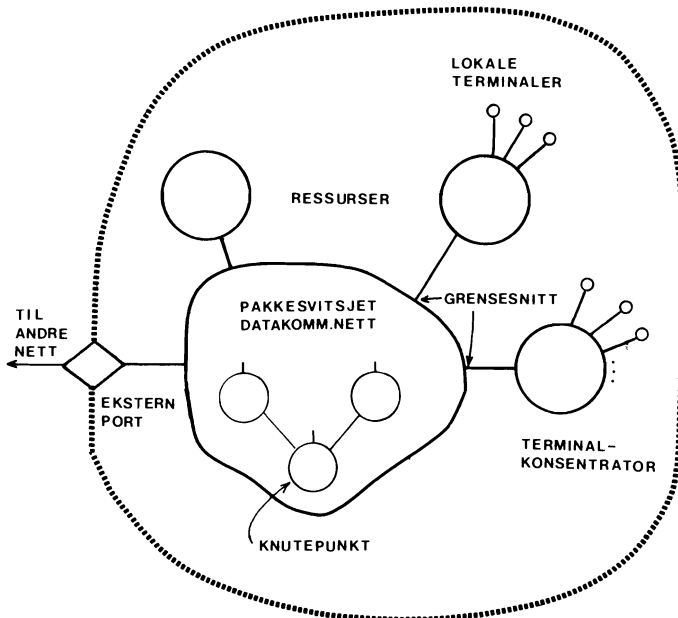 LOKALE
TERMINALER
RESSURSER
PAKKESVITSJET
DATAKOMM.NETT
GRENSESNITT
TIL
ANDRE
NETT
EKSTERN
PORT
TERMINAL-
KONSENTRATOR
KNUTEPUNKT